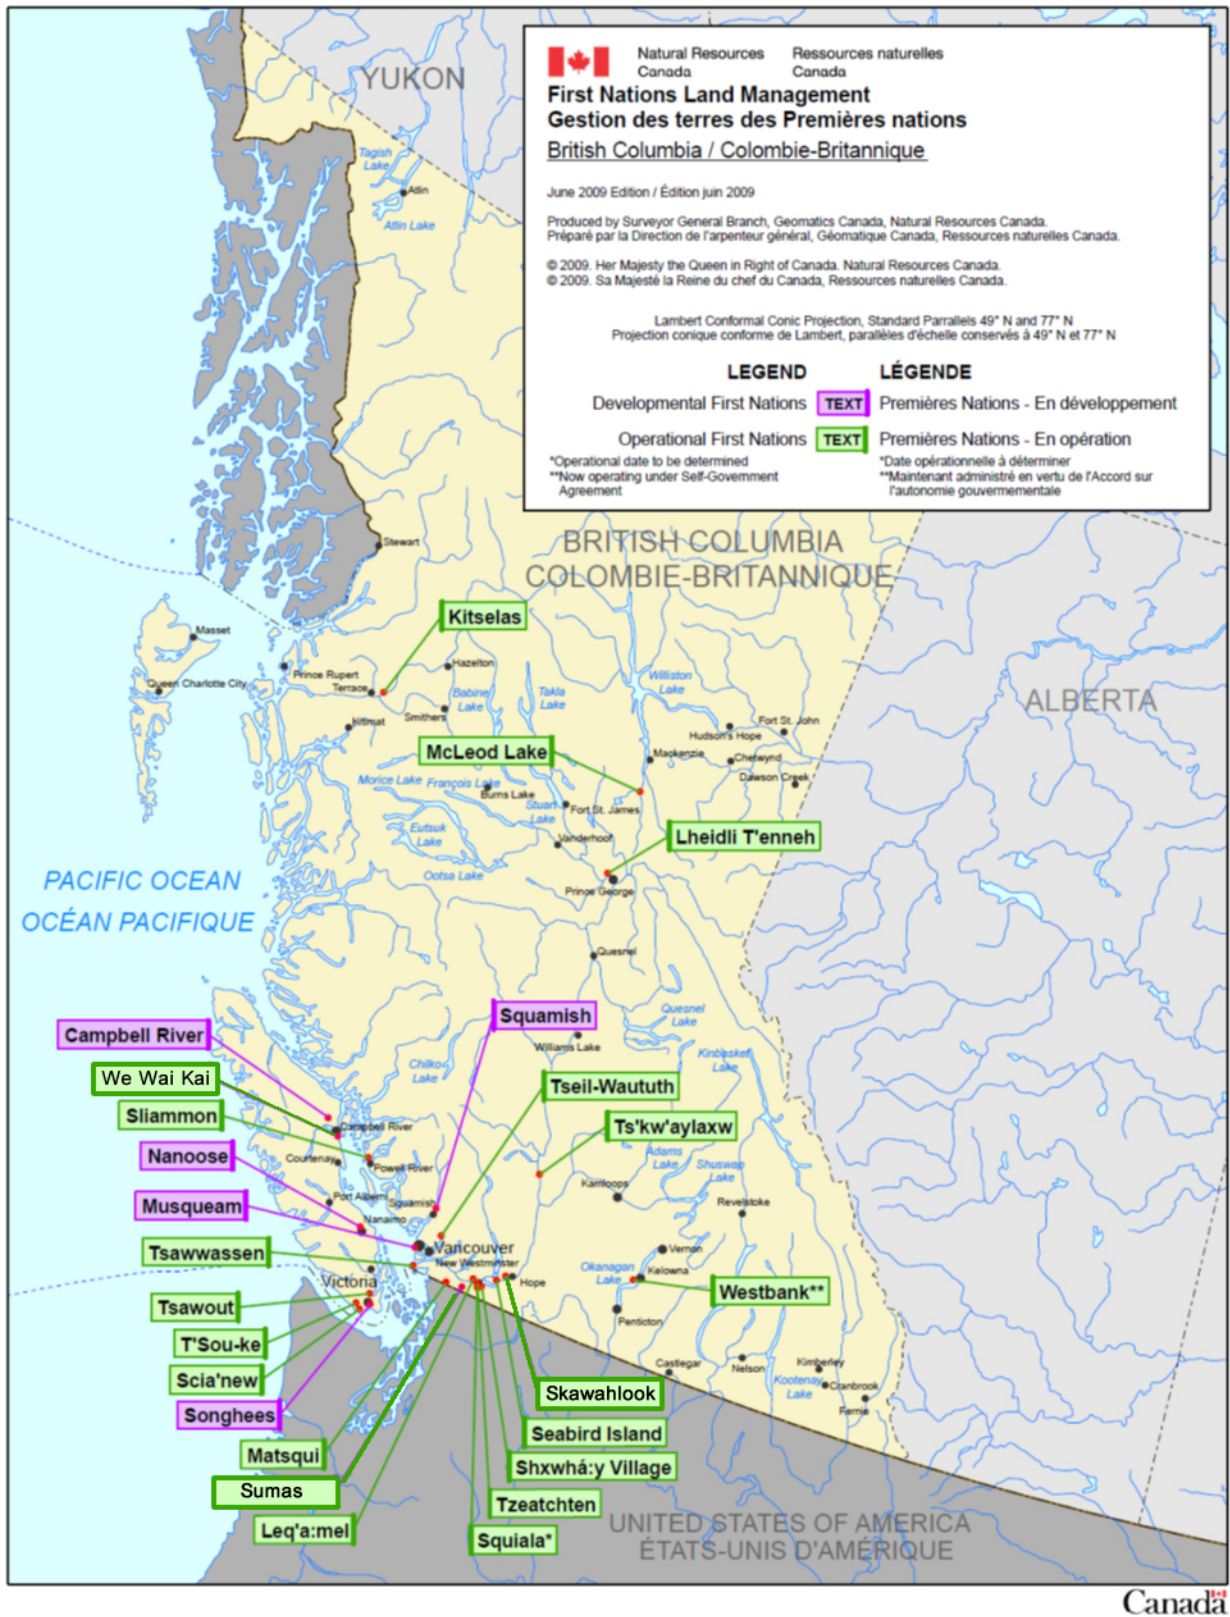 Natural Resources Canada
Ressources naturelles Canada
First Nations Land Management
Gestion des terres des Premières nations
British Columbia / Colombie-Britannique
June 2009 Edition / Édition juin 2009
Produced by Surveyor General Branch, Geomatics Canada, Natural Resources Canada.
Préparé par la Direction de l'arpenteur général, Géomatique Canada, Ressources naturelles Canada.
© 2009. Her Majesty the Queen in Right of Canada. Natural Resources Canada.
© 2009. Sa Majesté la Reine du chef du Canada, Ressources naturelles Canada.
Lambert Conformal Conic Projection, Standard Parrallels 49° N and 77° N
Projection conique conforme de Lambert, parallèles d'échelle conservés à 49° N et 77° N
LEGEND
LÉGENDE
Developmental First Nations TEXT Premières Nations - En développement
Operational First Nations TEXT Premières Nations - En opération
*Operational date to be determined
**Now operating under Self-Government
Agreement
*Date opérationnelle à déterminer
**Maintenant administré en vertu de l'Accord sur
l'autonomie gouvermementale
YUKON
Tagish
Lake
Atlin
Atlin Lake
Stewart
BRITISH COLUMBIA
COLOMBIE-BRITANNIQUE
Kitselas
Masset
Queen Charlotte City
Prince Rupert
Terrace
Hazelton
Babine
Lake
Takla
Lake
Williston
Lake
ALBERTA
Smithers
Kitimat
Fort St. John
Hudson's Hope
McLeod Lake
Mackenzie
Chetwynd
Dawson Creek
Morice Lake
François Lake
Burns Lake
Stuart
Lake
Fort St. James
Eutsuk
Lake
Vanderhoof
Lheidli T'enneh
Ootsa Lake
Prince George
PACIFIC OCEAN
OCÉAN PACIFIQUE
Quesnel
Squamish
Quesnel
Lake
Campbell River
Williams Lake
Kinbasket
Lake
Chilko
Lake
We Wai Kai
Tseil-Waututh
Sliammon
Campbell River
Ts'kw'aylaxw
Nanoose
Courtenay
Powell River
Adams
Lake
Shuswap
Lake
Kamloops
Musqueam
Port Alberni
Squamish
Revelstoke
Nanaimo
Tsawwassen
Vancouver
New Westminster
Vernon
Okanagan
Lake
Kelowna
Victoria
Hope
Westbank**
Tsawout
Penticton
T'Sou-ke
Scia'new
Castlegar
Nelson
Kimberley
Kootenay
Lake
Cranbrook
Fernie
Skawahlook
Songhees
Seabird Island
Matsqui
Shxwhá:y Village
Sumas
Tzeatchten
Leq'a:mel
Squiala*
UNITED STATES OF AMERICA
ÉTATS-UNIS D'AMÉRIQUE
Canada